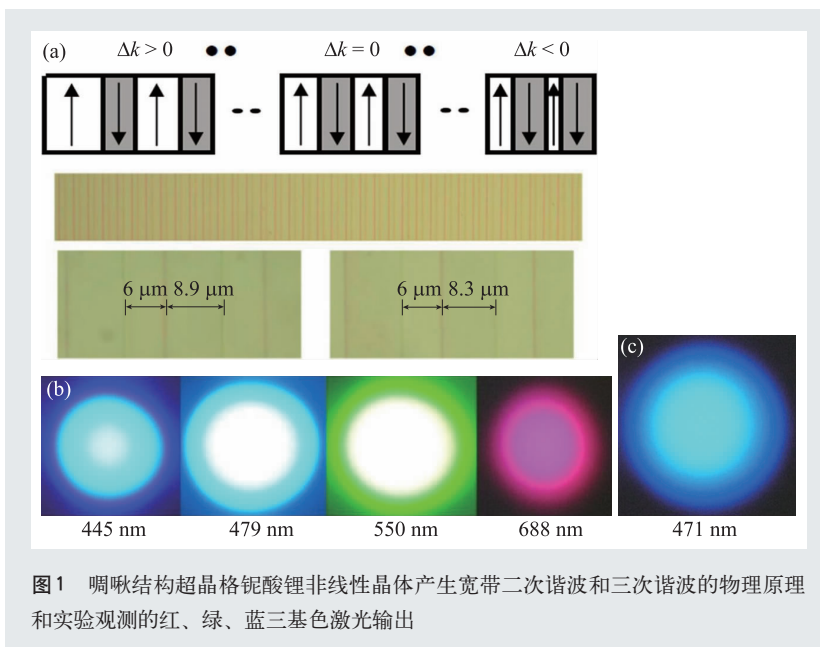 (a) Δk > 0 Δk = 0 Δk < 0
6 μm 8.9 μm 6 μm 8.3 μm
(b) (c)
445 nm 479 nm 550 nm 688 nm 471 nm
图1 啁啾结构超晶格铌酸锂非线性晶体产生宽带二次谐波和三次谐波的物理原理
和实验观测的红、绿、蓝三基色激光输出